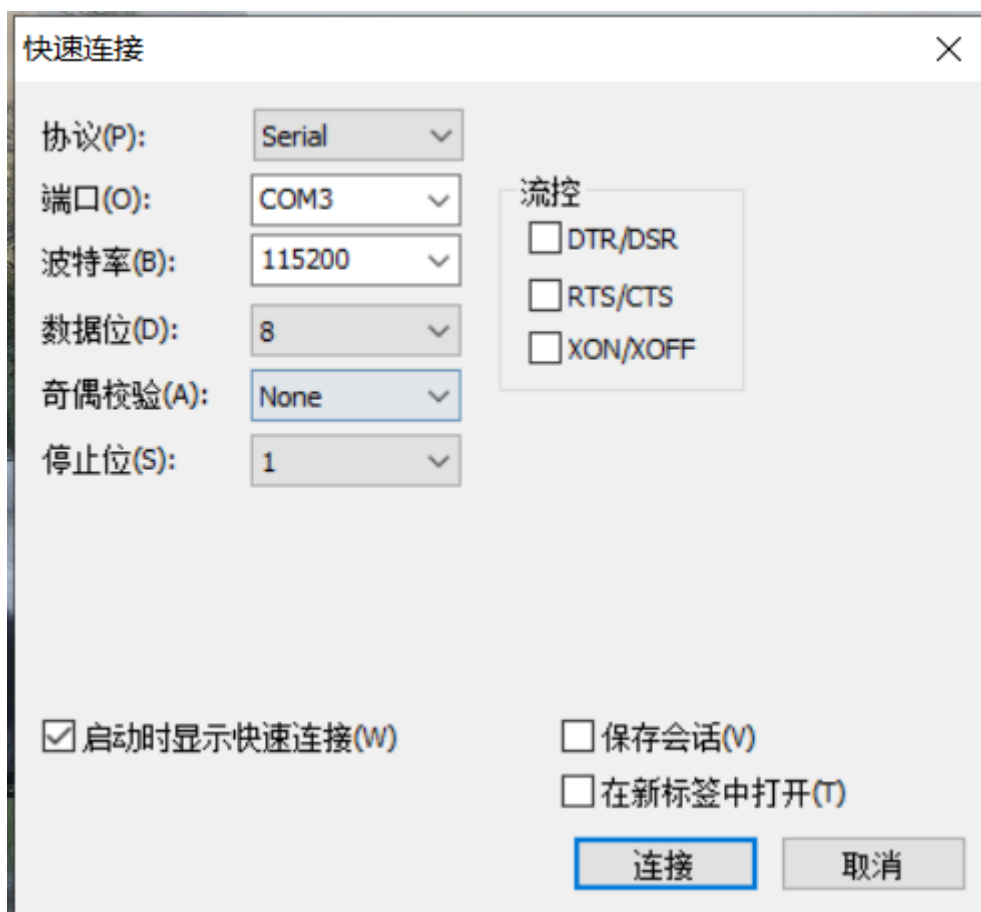 快速连接
协议(P): Serial
端口(O): COM3
波特率(B): 115200
数据位(D): 8
奇偶校验(A): None
停止位(S): 1
流控
DTR/DSR
RTS/CTS
XON/XOFF
启动时显示快速连接(W)
保存会话(V)
在新标签中打开(T)
连接
取消